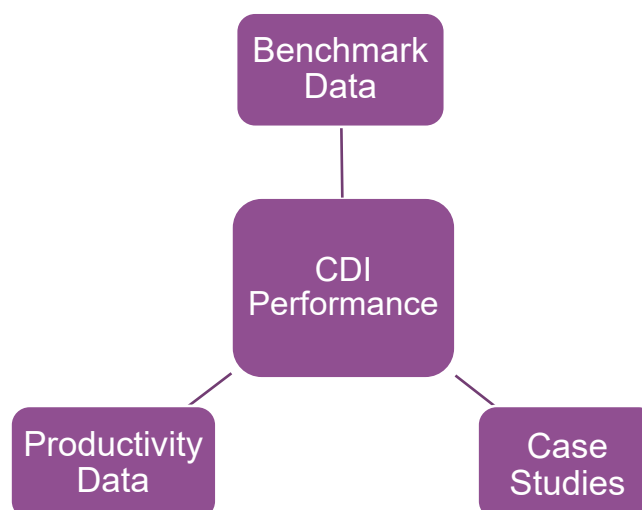 Benchmark
Data
CDI
Performance
Productivity
Data
Case
Studies